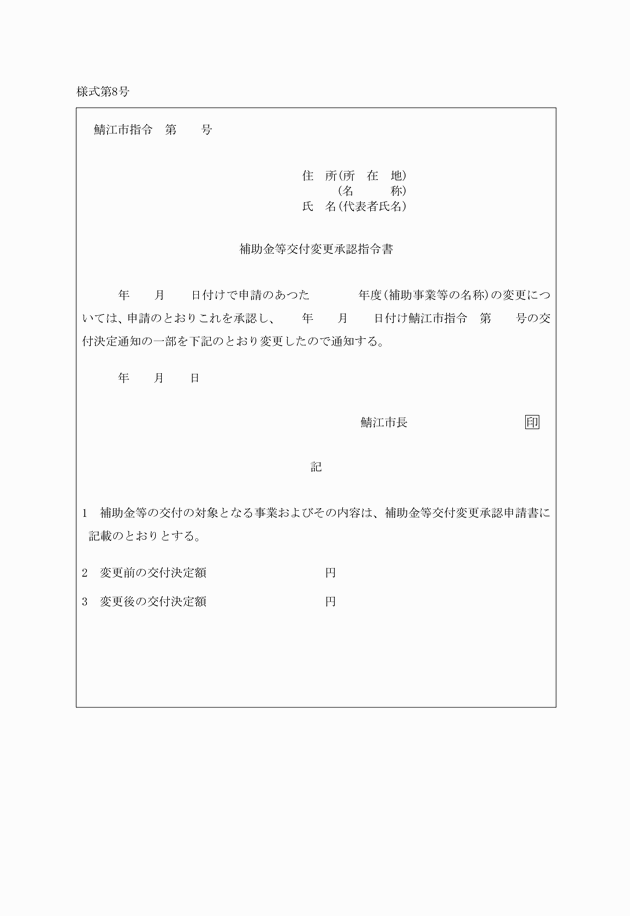 様式第8号
鯖江市指令　第　　号
住　所(所　在　地)
(名　　　称)
氏　名(代表者氏名)
補助金等交付変更承認指令書
年　　月　　日付けで申請のあつた　　　　年度(補助事業等の名称)の変更につ
いては、申請のとおりこれを承認し、　　年　　月　　日付け鯖江市指令　第　　号の交
付決定通知の一部を下記のとおり変更したので通知する。
年　　月　　日
鯖江市長　　　　　　　　　　印
記
1　補助金等の交付の対象となる事業およびその内容は、補助金等交付変更承認申請書に
記載のとおりとする。
2　変更前の交付決定額　　　　　　　　　　円
3　変更後の交付決定額　　　　　　　　　　円